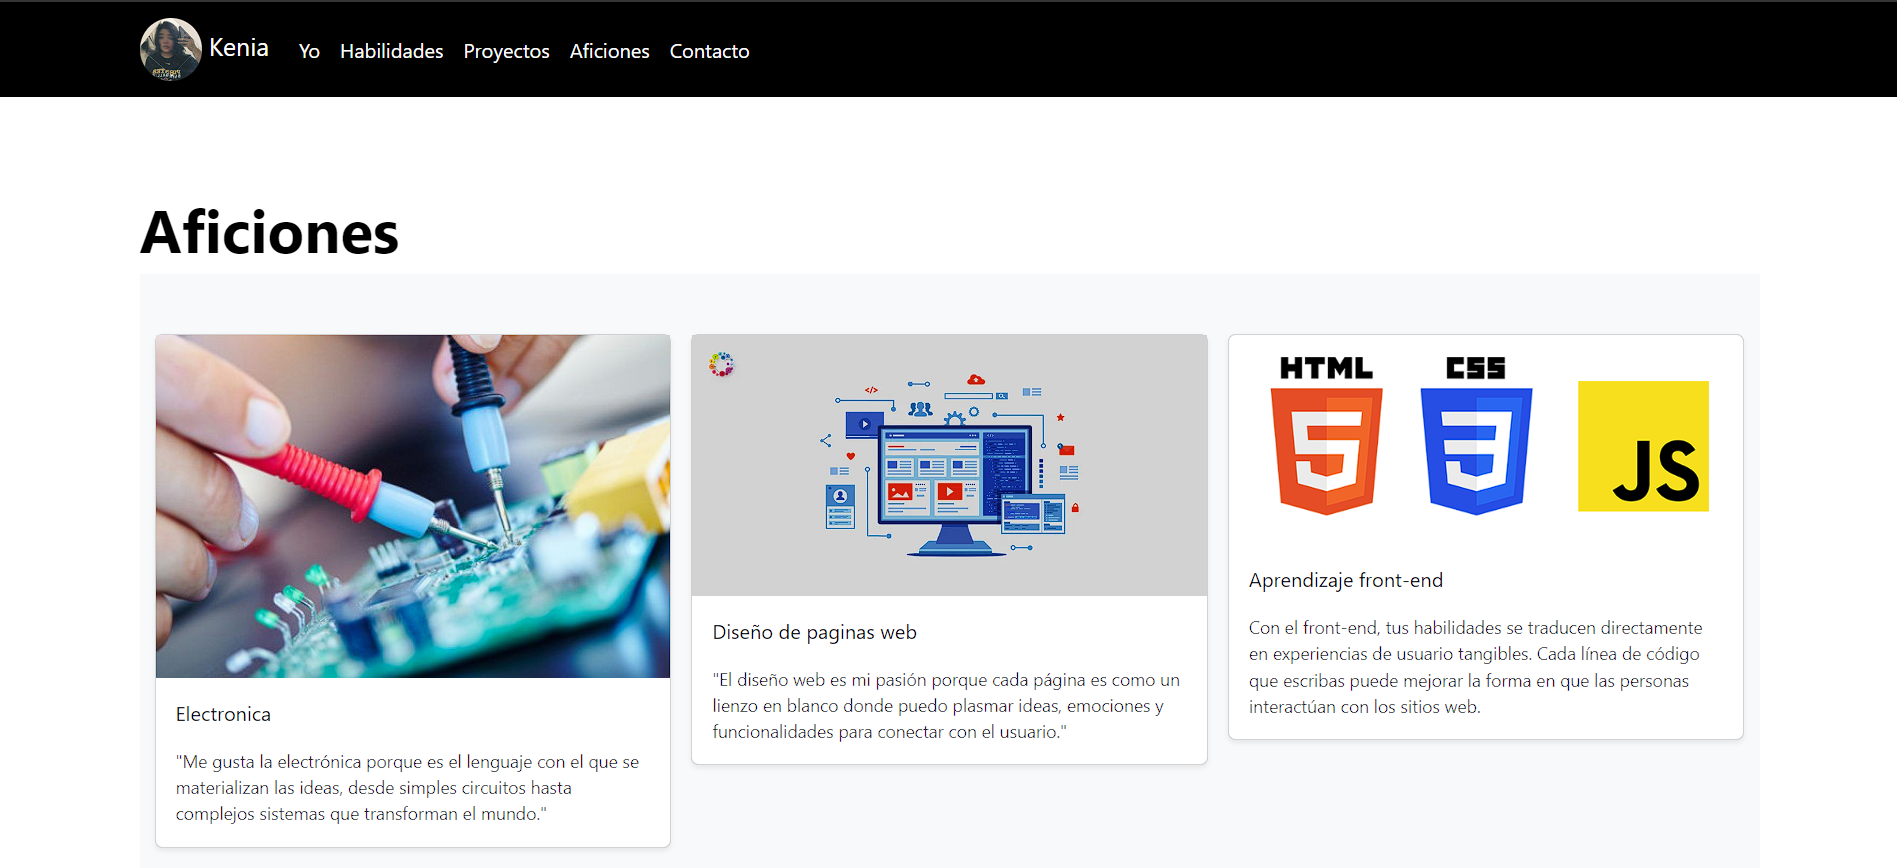 Kenia
Yo
Habilidades
Proyectos
Aficiones
Contacto
Aficiones
Electronica
"Me gusta la electrónica porque es el lenguaje con el que se
materializan las ideas, desde simples circuitos hasta
complejos sistemas que transforman el mundo."
</>
Diseño de paginas web
"El diseño web es mi pasión porque cada página es como un
lienzo en blanco donde puedo plasmar ideas, emociones y
funcionalidades para conectar con el usuario."
HTML
CSS
JS
Aprendizaje front-end
Con el front-end, tus habilidades se traducen directamente
en experiencias de usuario tangibles. Cada línea de código
que escribas puede mejorar la forma en que las personas
interactúan con los sitios web.